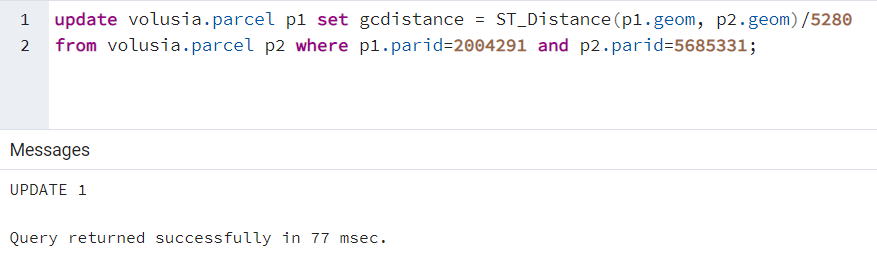 1 update volusia.parcel p1 set gcdistance = ST_Distance(p1.geom, p2.geom)/5280
2 from volusia.parcel p2 where p1.parid=2004291 and p2.parid=5685331;
Messages
UPDATE 1
Query returned successfully in 77 msec.